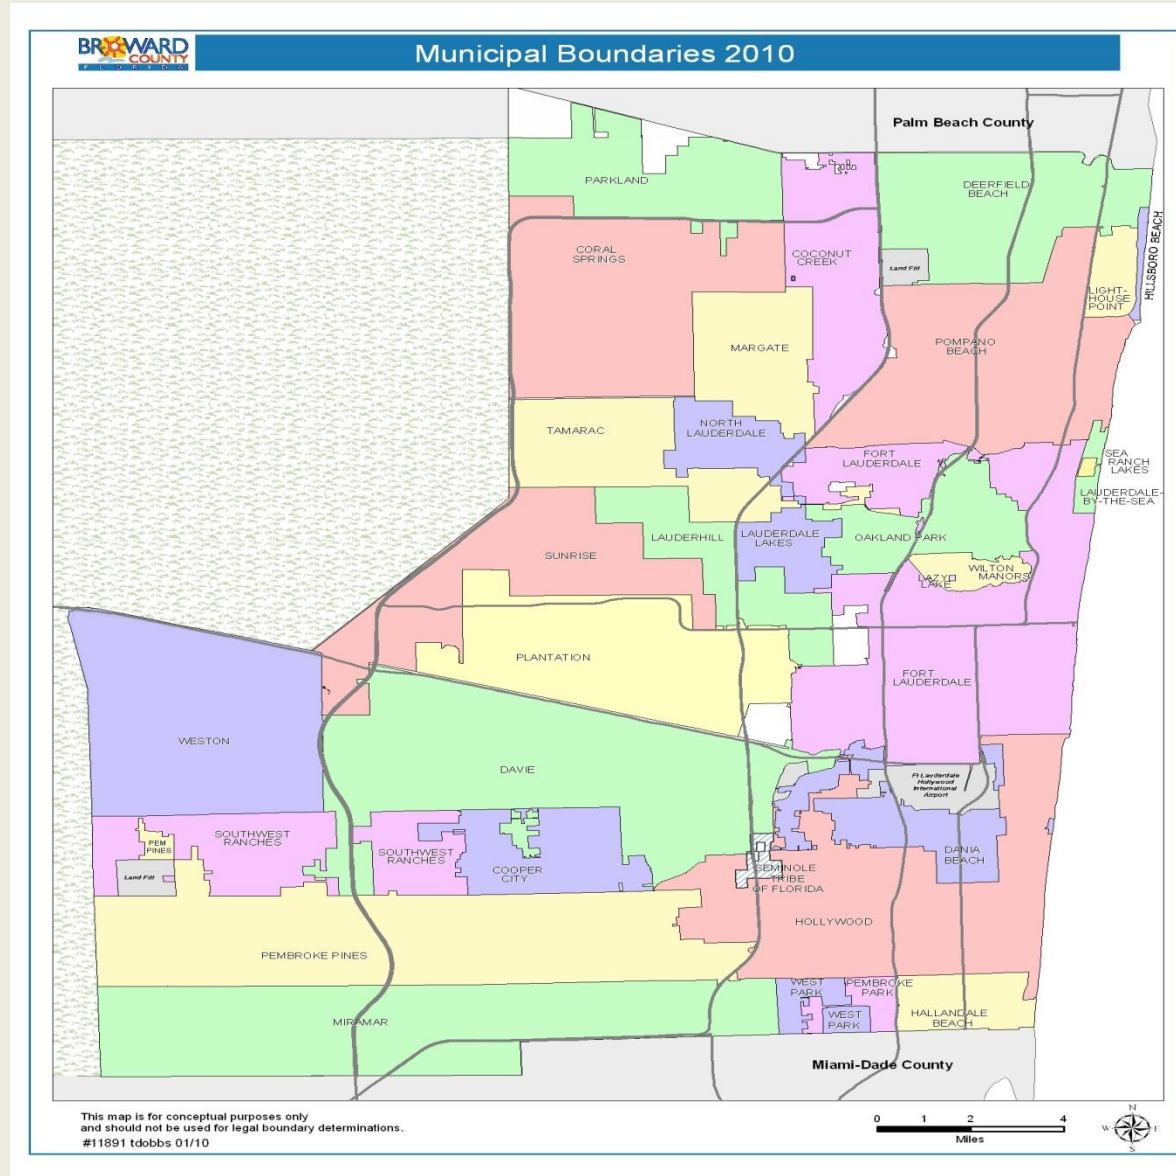 BROWARD
COUNTY
FLORIDA
Municipal Boundaries 2010
Palm Beach County
PARKLAND
DEERFIELD
BEACH
HILLSBORO BEACH
CORAL
SPRINGS
COCONUT
CREEK
Land Fill
LIGHT-
HOUSE
POINT
MARGATE
POMPANO
BEACH
TAMARAC
NORTH
LAUDERDALE
FORT
LAUDERDALE
SEA
RANCH
LAKES
LAUDERDALE-
BY-THE-SEA
SUNRISE
LAUDERHILL
LAUDERDALE
LAKES
OAKLAND PARK
LAZY
LAKE
WILTON
MANORS
PLANTATION
FORT
LAUDERDALE
WESTON
DAVIE
Ft Lauderdale
Hollywood
International
Airport
SOUTHWEST
RANCHES
PEM
PINES
Land Fill
SOUTHWEST
RANCHES
COOPER
CITY
SEMINOLE
TRIBE
OF FLORIDA
DANIA
BEACH
HOLLYWOOD
PEMBROKE PINES
WEST
PARK
PEMBROKE
PARK
WEST
PARK
HALLANDALE
BEACH
MIRAMAR
Miami-Dade County
This map is for conceptual purposes only
and should not be used for legal boundary determinations.
#11891 tdobbs 01/10
0 1 2 4
Miles
N
W E
S